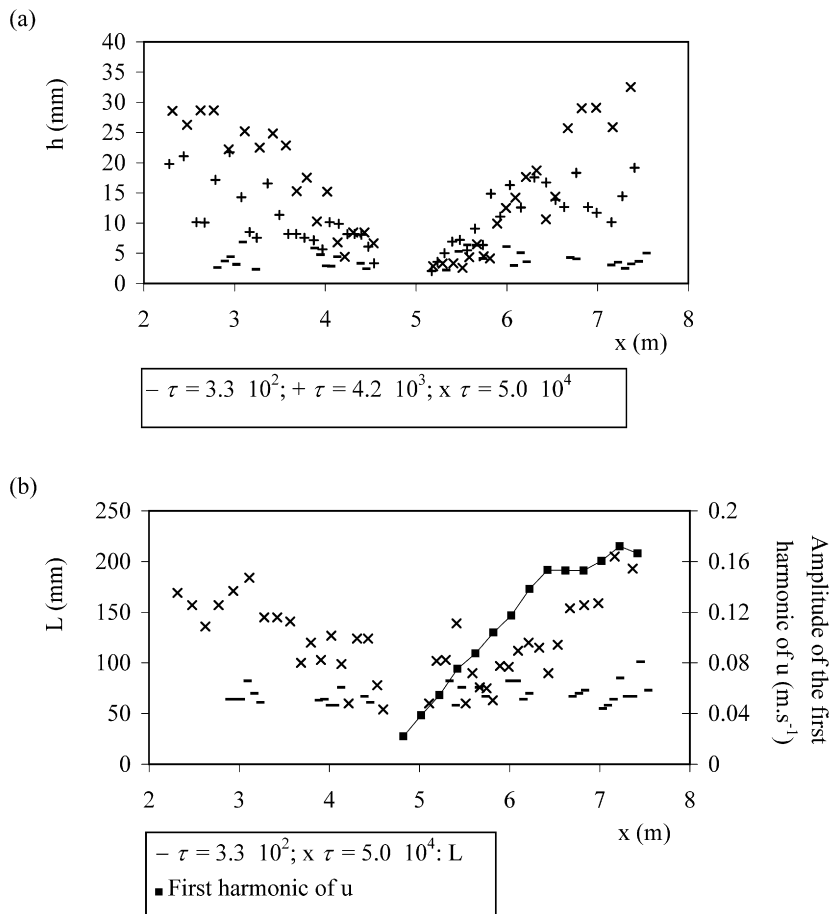 (a)
40
35
30
25
20
15
10
5
0
h (mm)
2 3 4 5 6 7 8
x (m)
– τ = 3.3 10²; + τ = 4.2 10³; x τ = 5.0 10⁴
(b)
250
200
150
100
50
0
L (mm)
0.2
0.16
0.12
0.08
0.04
0
Amplitude of the first
harmonic of u (m.s⁻¹)
2 3 4 5 6 7 8
x (m)
– τ = 3.3 10²; x τ = 5.0 10⁴: L
■ First harmonic of u